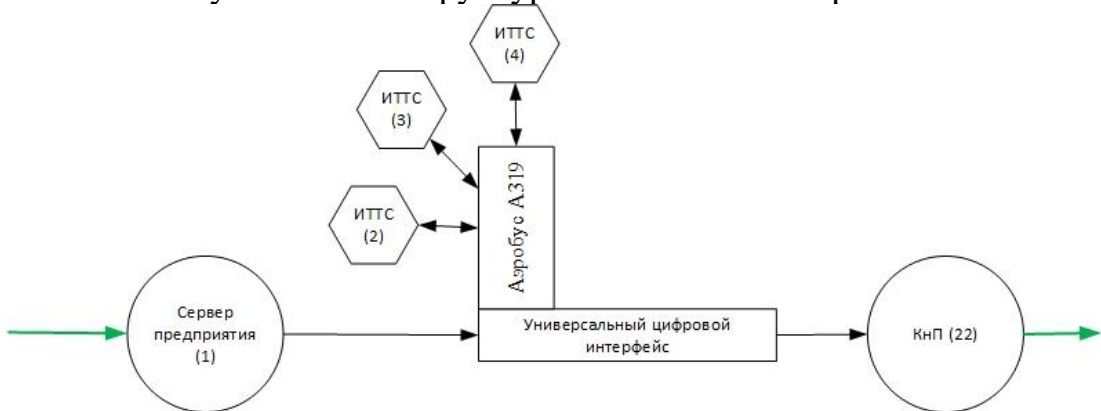 ИТТС
(4)
ИТТС
(3)
ИТТС
(2)
Аэробус А319
Сервер
предприятия
(1)
Универсальный цифровой
интерфейс
КнП (22)